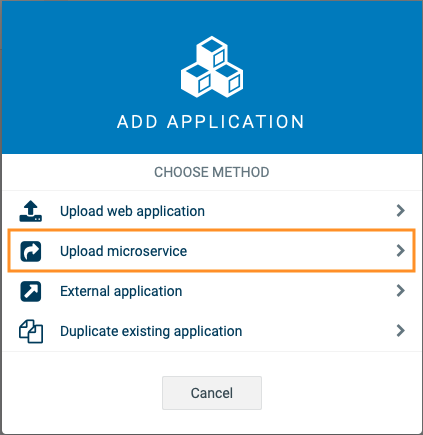 ADD APPLICATION
CHOOSE METHOD
Upload web application
Upload microservice
External application
Duplicate existing application
Cancel